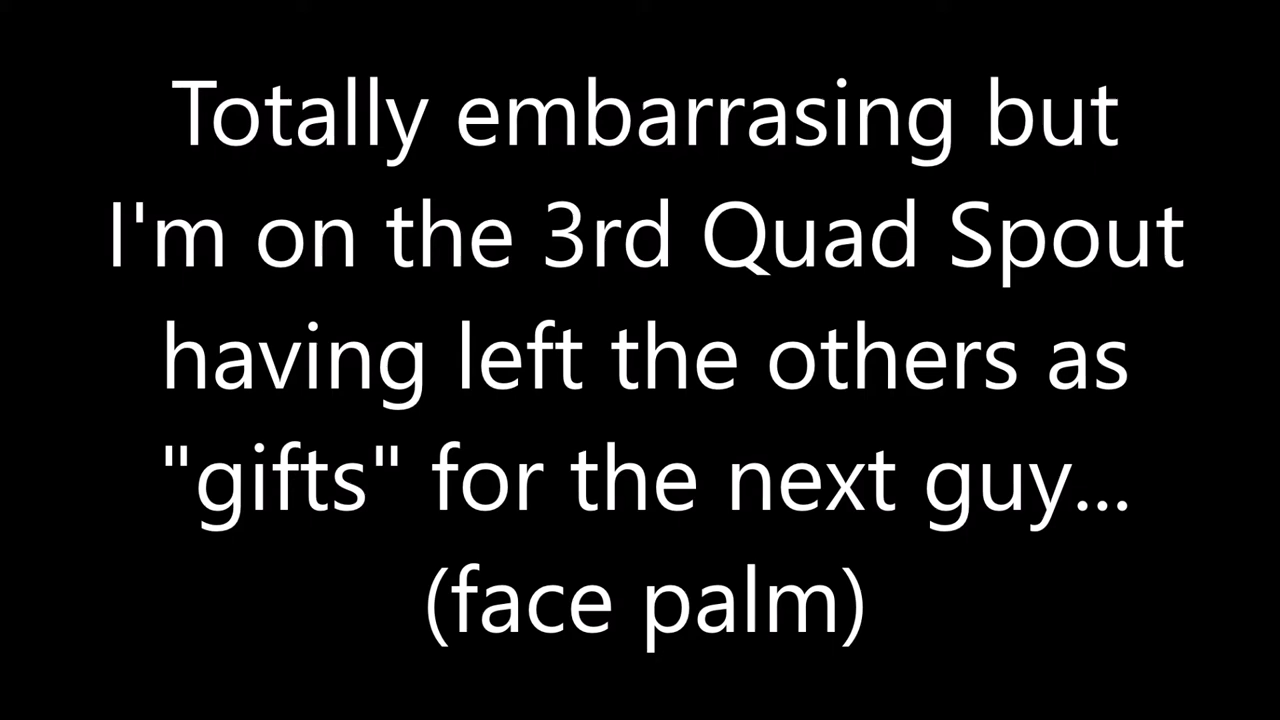 Totally embarrasing but
I'm on the 3rd Quad Spout
having left the others as
"gifts" for the next guy...
(face palm)